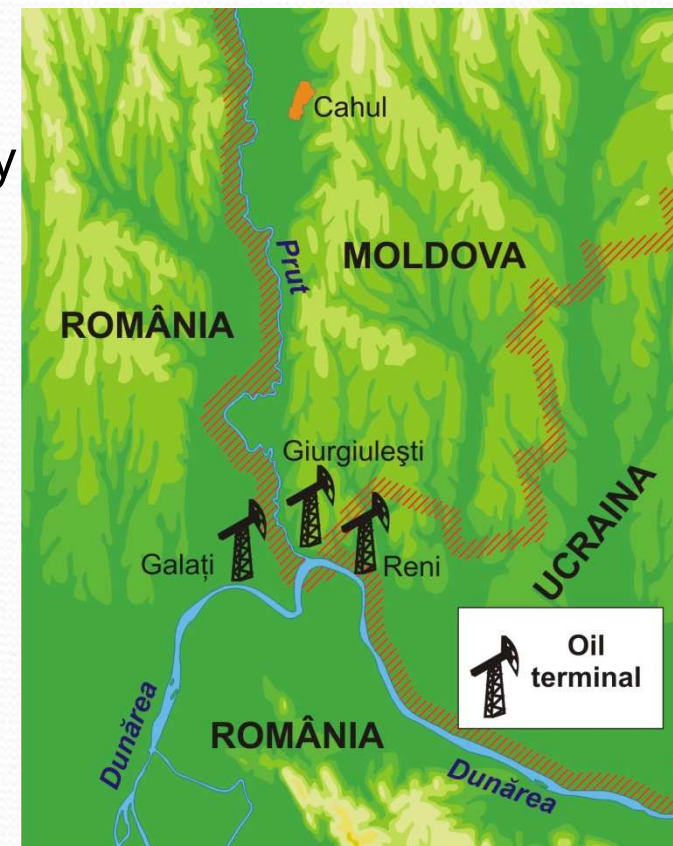 y
Cahul
Prut
MOLDOVA
ROMÂNIA
Giurgiuleşti
Galați
Reni
UCRAINA
Oil
terminal
Dunărea
ROMÂNIA
Dunărea